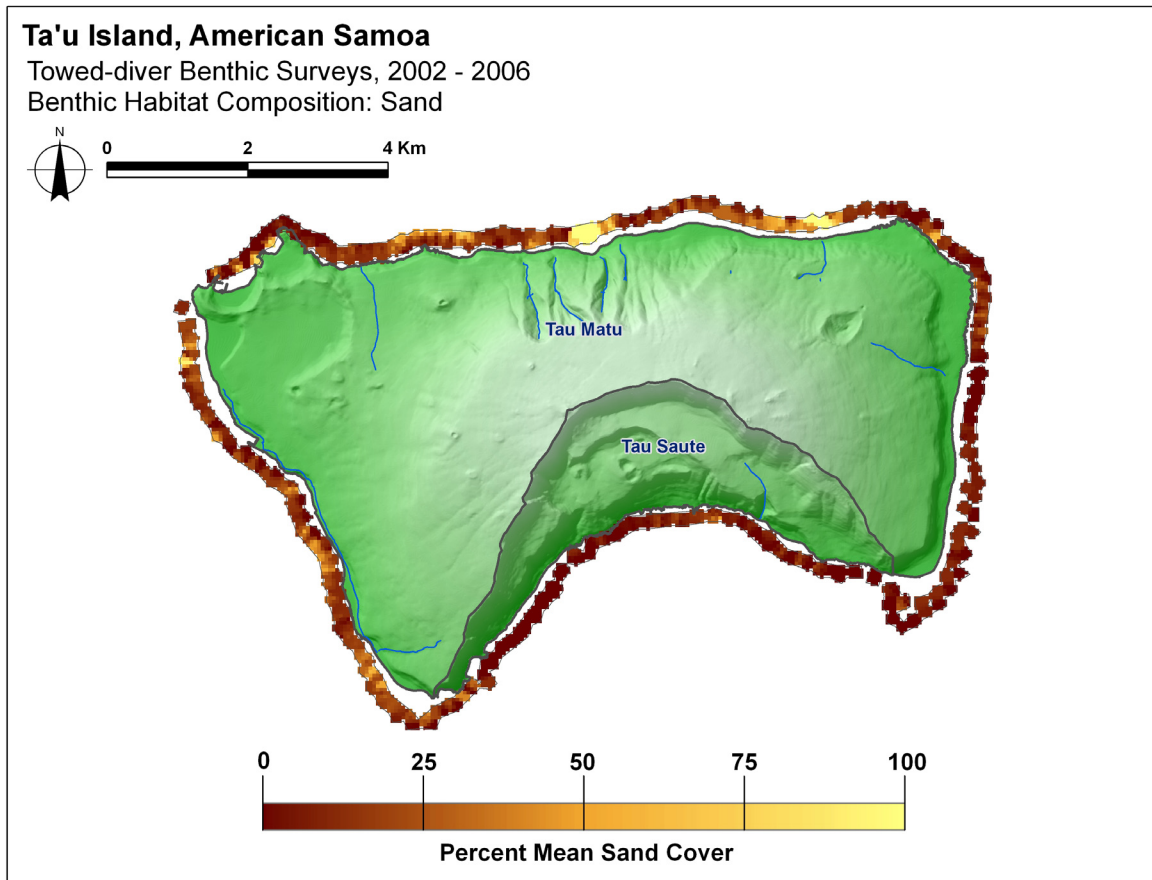 Ta'u Island, American Samoa
Towed-diver Benthic Surveys, 2002 - 2006
Benthic Habitat Composition: Sand
N
0 2 4 Km
Tau Matu
Tau Saute
0 25 50 75 100
Percent Mean Sand Cover